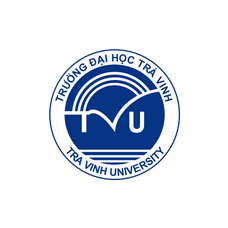 TRƯỜNG ĐẠI HỌC TRÀ VINH
TVU
TRA VINH UNIVERSITY